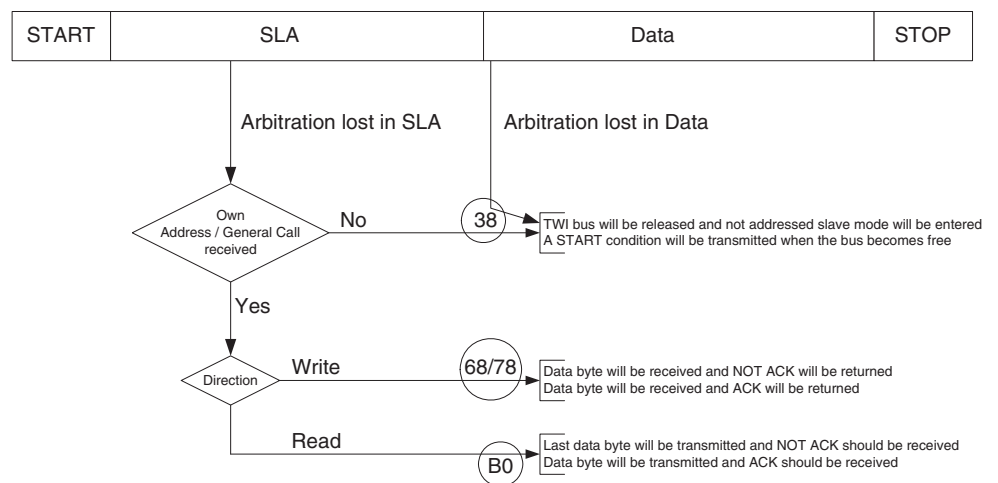 START SLA Data STOP
Arbitration lost in SLA Arbitration lost in Data
Own
Address / General Call
received
No
38
TWI bus will be released and not addressed slave mode will be entered
A START condition will be transmitted when the bus becomes free
Yes
Direction
Write
68/78
Data byte will be received and NOT ACK will be returned
Data byte will be received and ACK will be returned
Read
B0
Last data byte will be transmitted and NOT ACK should be received
Data byte will be transmitted and ACK should be received